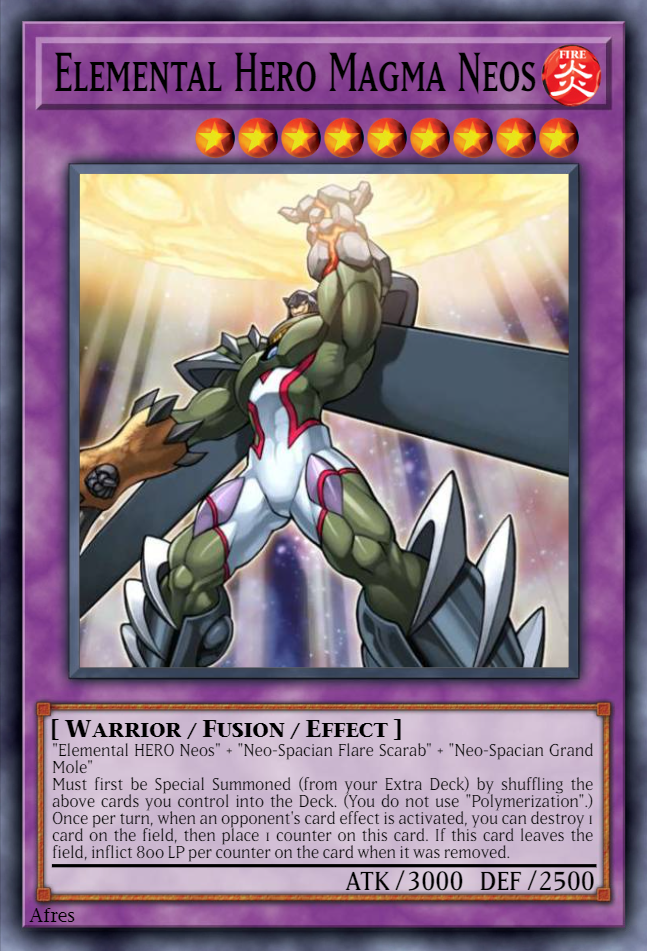 Elemental Hero Magma Neos
FIRE
炎
[ Warrior / Fusion / Effect ]
"Elemental HERO Neos" + "Neo-Spacian Flare Scarab" + "Neo-Spacian Grand
Mole"
Must first be Special Summoned (from your Extra Deck) by shuffling the
above cards you control into the Deck. (You do not use "Polymerization".)
Once per turn, when an opponent's card effect is activated, you can destroy 1
card on the field, then place 1 counter on this card. If this card leaves the
field, inflict 800 LP per counter on the card when it was removed.
ATK/3000 DEF/2500
Afres